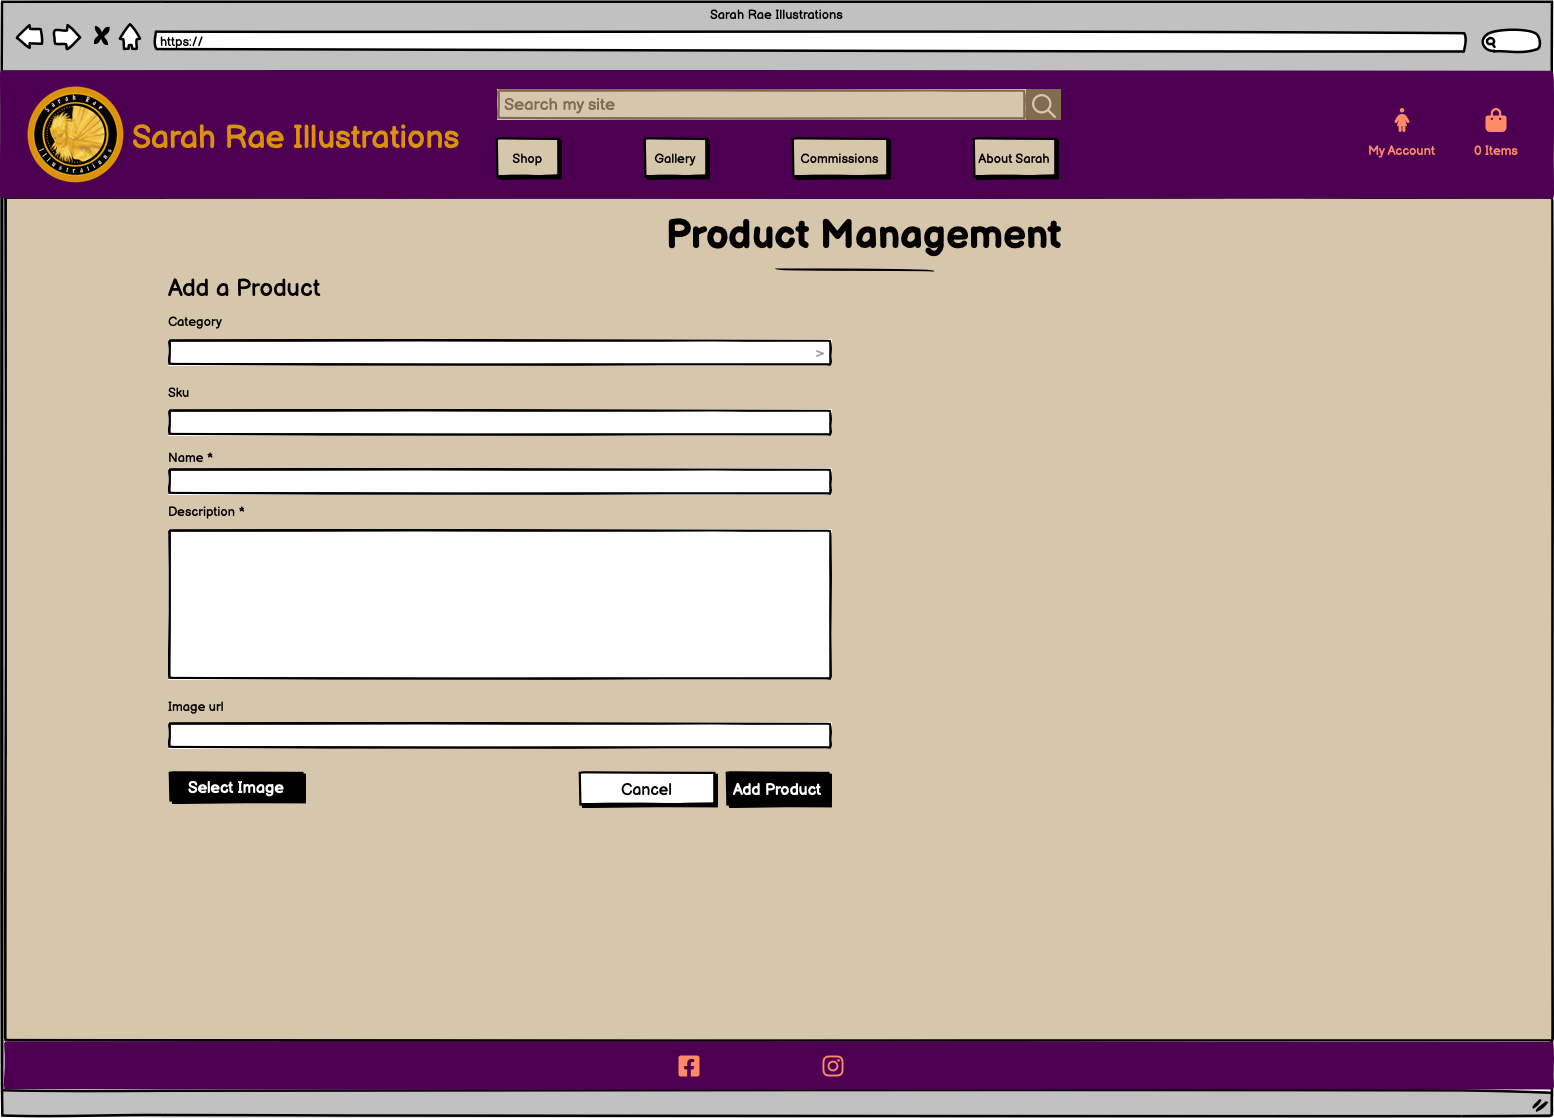 Sarah Rae Illustrations
https://
Sarah Rae
Illustrations
Sarah Rae Illustrations
Search my site
Shop
Gallery
Commissions
About Sarah
My Account
0 Items
Product Management
Add a Product
Category
>
Sku
Name *
Description *
Image url
Select Image
Cancel
Add Product